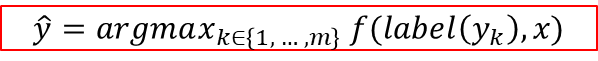 ŷ = argmax_{k∈{1, … ,m}} f(label(y_k), x)